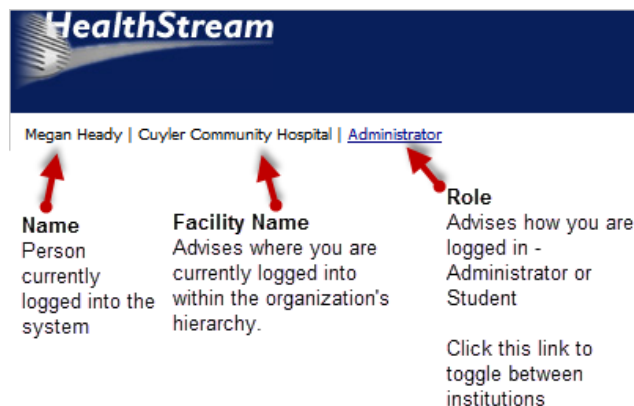 HealthStream
Megan Heady | Cuyler Community Hospital | Administrator
Name
Person
currently
logged into the
system
Facility Name
Advises where you are
currently logged into
within the organization's
hierarchy.
Role
Advises how you are
logged in -
Administrator or
Student
Click this link to
toggle between
institutions